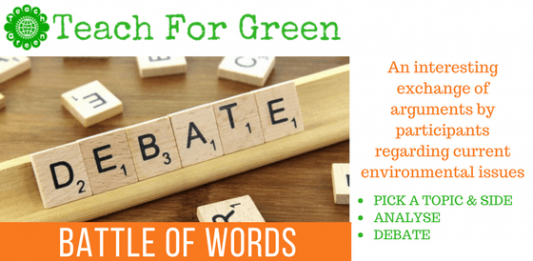 Teach For Green
DEBATE
BATTLE OF WORDS
An interesting
exchange of
arguments by
participants
regarding current
environmental issues
• PICK A TOPIC & SIDE
• ANALYSE
• DEBATE